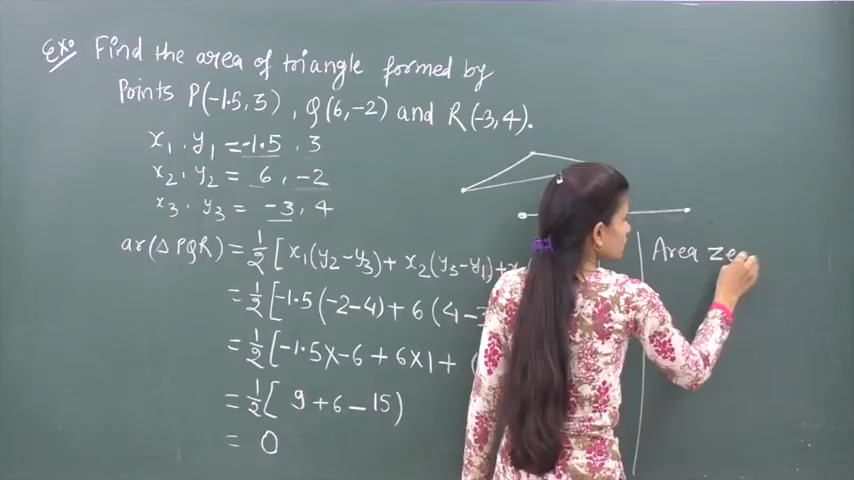 Ex: Find the area of triangle formed by
Points P(-1.5, 3), Q(6, -2) and R(-3, 4).
x₁, y₁ = -1.5, 3
x₂, y₂ = 6, -2
x₃, y₃ = -3, 4
ar(△PQR) = 1/2 [x₁(y₂-y₃) + x₂(y₃-y₁) +
= 1/2 [-1.5(-2-4) + 6(4-3
= 1/2 [-1.5×-6 + 6×1 + (
= 1/2 [ 9 + 6 - 15)
= 0
Area ze